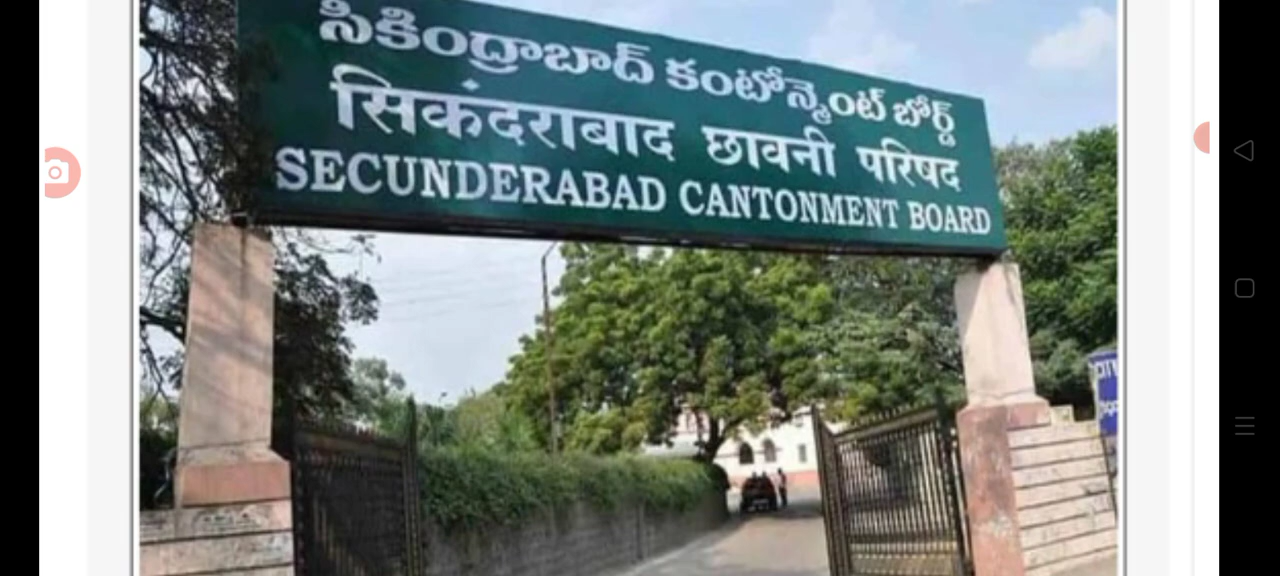 సికింద్రాబాద్ కంటోన్మెంట్ బోర్డ్
सिकंदराबाद छावनी परिषद
SECUNDERABAD CANTONMENT BOARD